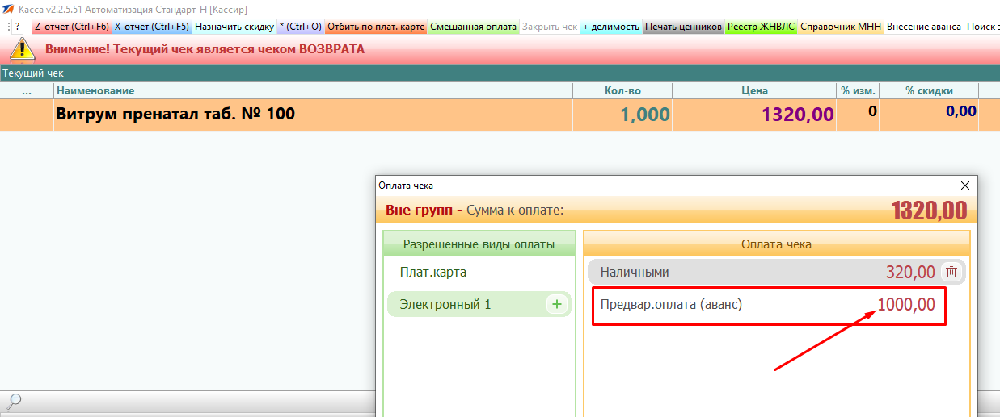 Касса v2.2.5.51 Автоматизация Стандарт-Н [Кассир]
? Z-отчет (Ctrl+F6) X-отчет (Ctrl+F5) Назначить скидку * (Ctrl+O) Отбить по плат. карте Смешанная оплата Закрыть чек + делимость Печать ценников Реестр ЖНВЛС Справочник МНН Внесение аванса Поиск
Внимание! Текущий чек является чеком ВОЗВРАТА
Текущий чек
... Наименование Кол-во Цена % изм. % скидки
Витрум пренатал таб. № 100 1,000 1320,00 0 0,00
Оплата чека
Вне групп - Сумма к оплате: 1320,00
Разрешенные виды оплаты Оплата чека
Плат.карта Наличными 320,00
Электронный 1 + Предвар.оплата (аванс) 1000,00